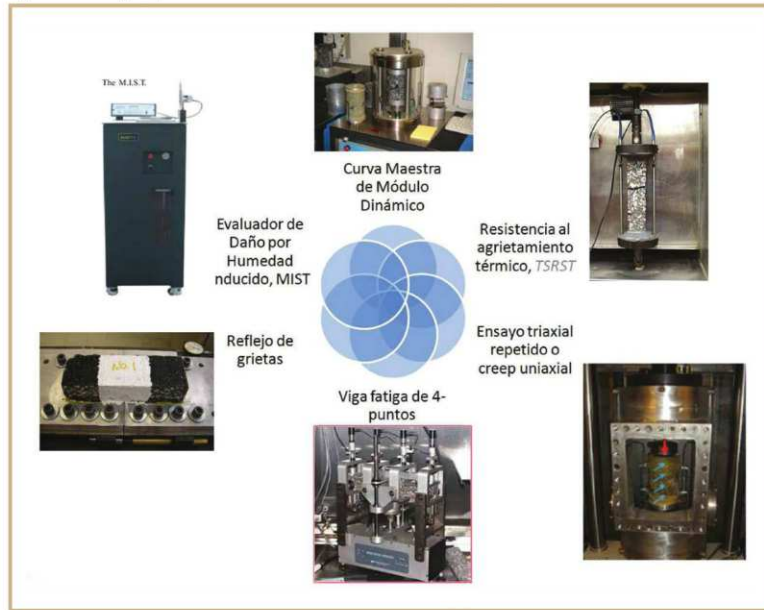 The M.I.S.T.
Curva Maestra
de Módulo
Dinámico
Resistencia al
agrietamiento
térmico, TSRST
Ensayo triaxial
repetido o
creep uniaxial
Viga fatiga de 4-
puntos
Reflejo de
grietas
No.1
Evaluador de
Daño por
Humedad
nducido, MIST